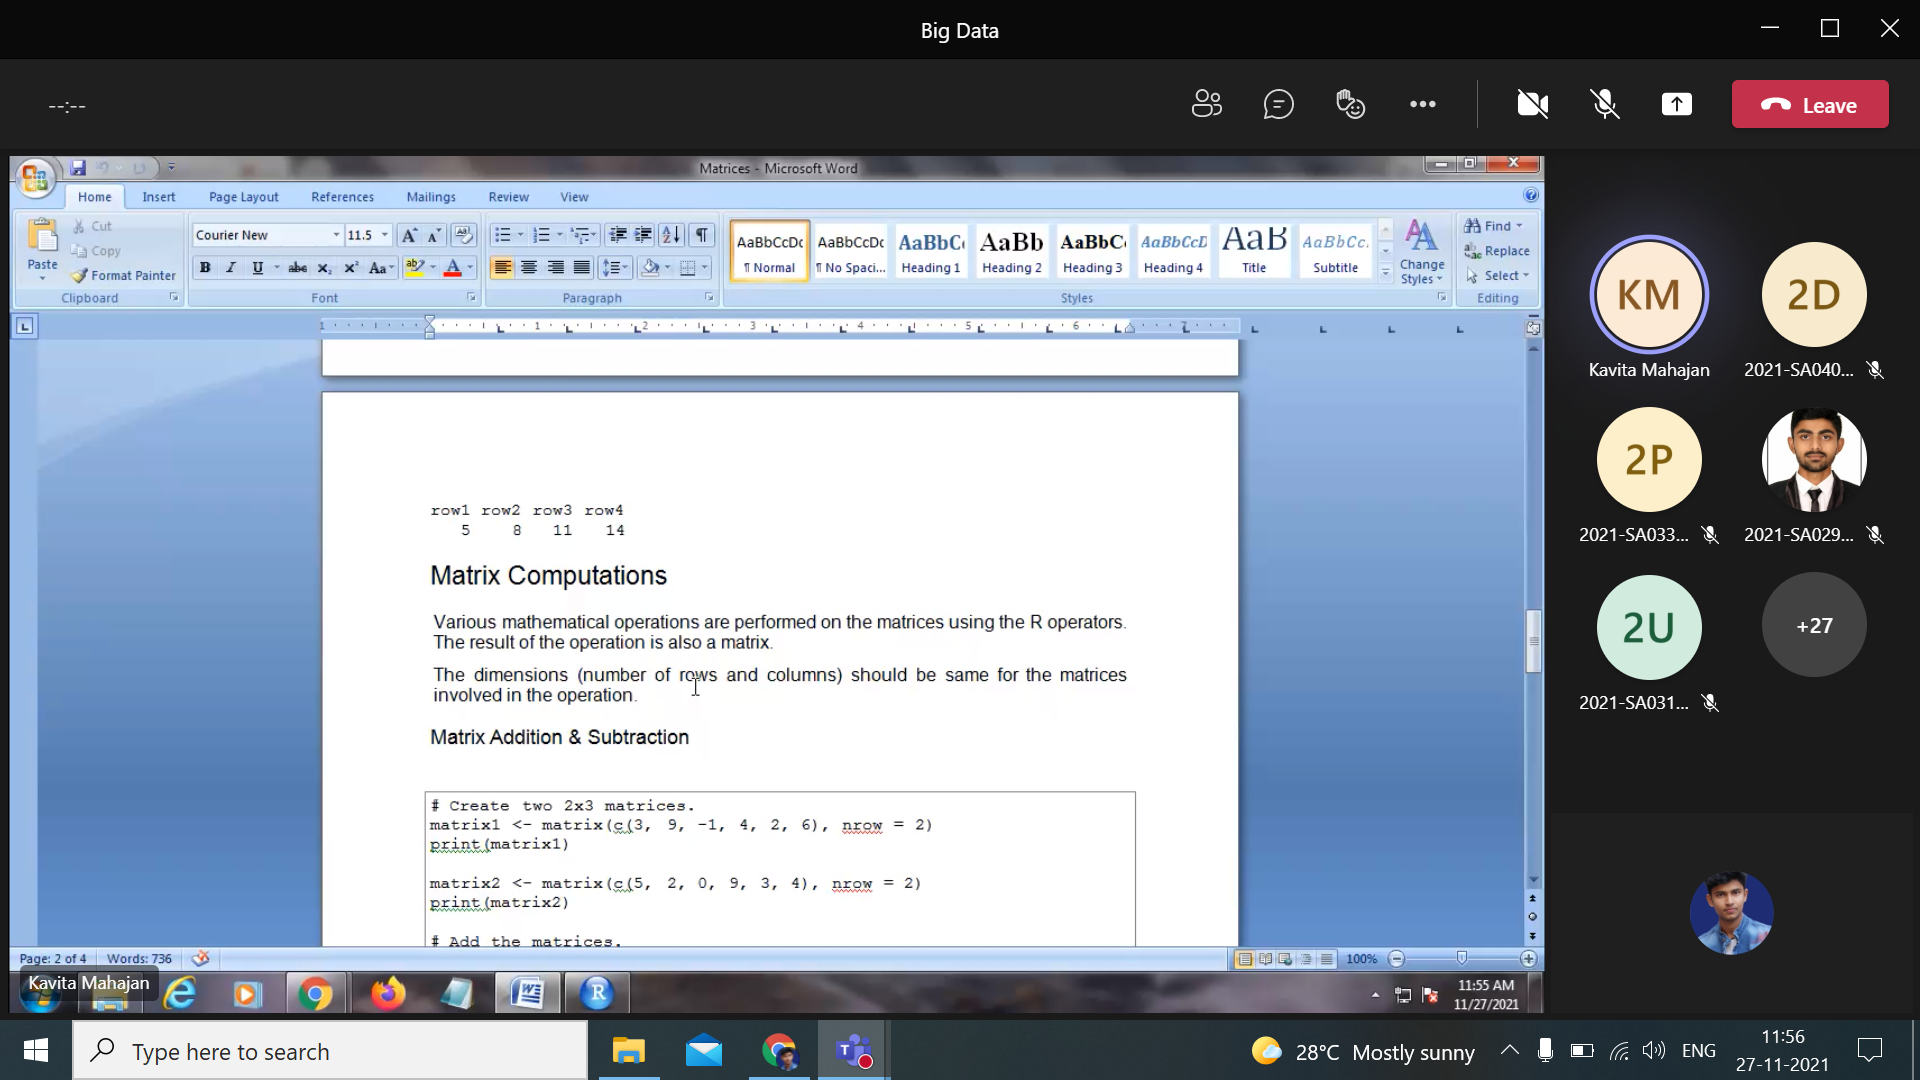 Big Data
--:--
Leave
Matrices - Microsoft Word
Home Insert Page Layout References Mailings Review View
Paste
Cut
Copy
Format Painter
Clipboard
Courier New 11.5
Font
Paragraph
AaBbCcDc AaBbCcDc AaBbC AaBb AaBbC AaBbCcD AaB AaBbCc.
¶ Normal ¶ No Spaci... Heading 1 Heading 2 Heading 3 Heading 4 Title Subtitle
Change
Styles
Styles
Find
Replace
Select
Editing
1 1 2 3 4 5 6 7
row1 row2 row3 row4
5 8 11 14
Matrix Computations
Various mathematical operations are performed on the matrices using the R operators.
The result of the operation is also a matrix.
The dimensions (number of rows and columns) should be same for the matrices
involved in the operation.
Matrix Addition & Subtraction
# Create two 2x3 matrices.
matrix1 <- matrix(c(3, 9, -1, 4, 2, 6), nrow = 2)
print(matrix1)
matrix2 <- matrix(c(5, 2, 0, 9, 3, 4), nrow = 2)
print(matrix2)
# Add the matrices.
Page: 2 of 4 Words: 736
100%
Kavita Mahajan
11:55 AM
11/27/2021
KM
Kavita Mahajan
2D
2021-SA040...
2P
2021-SA033...
2021-SA029...
2U
2021-SA031...
+27
Type here to search
28°C Mostly sunny
ENG
11:56
27-11-2021